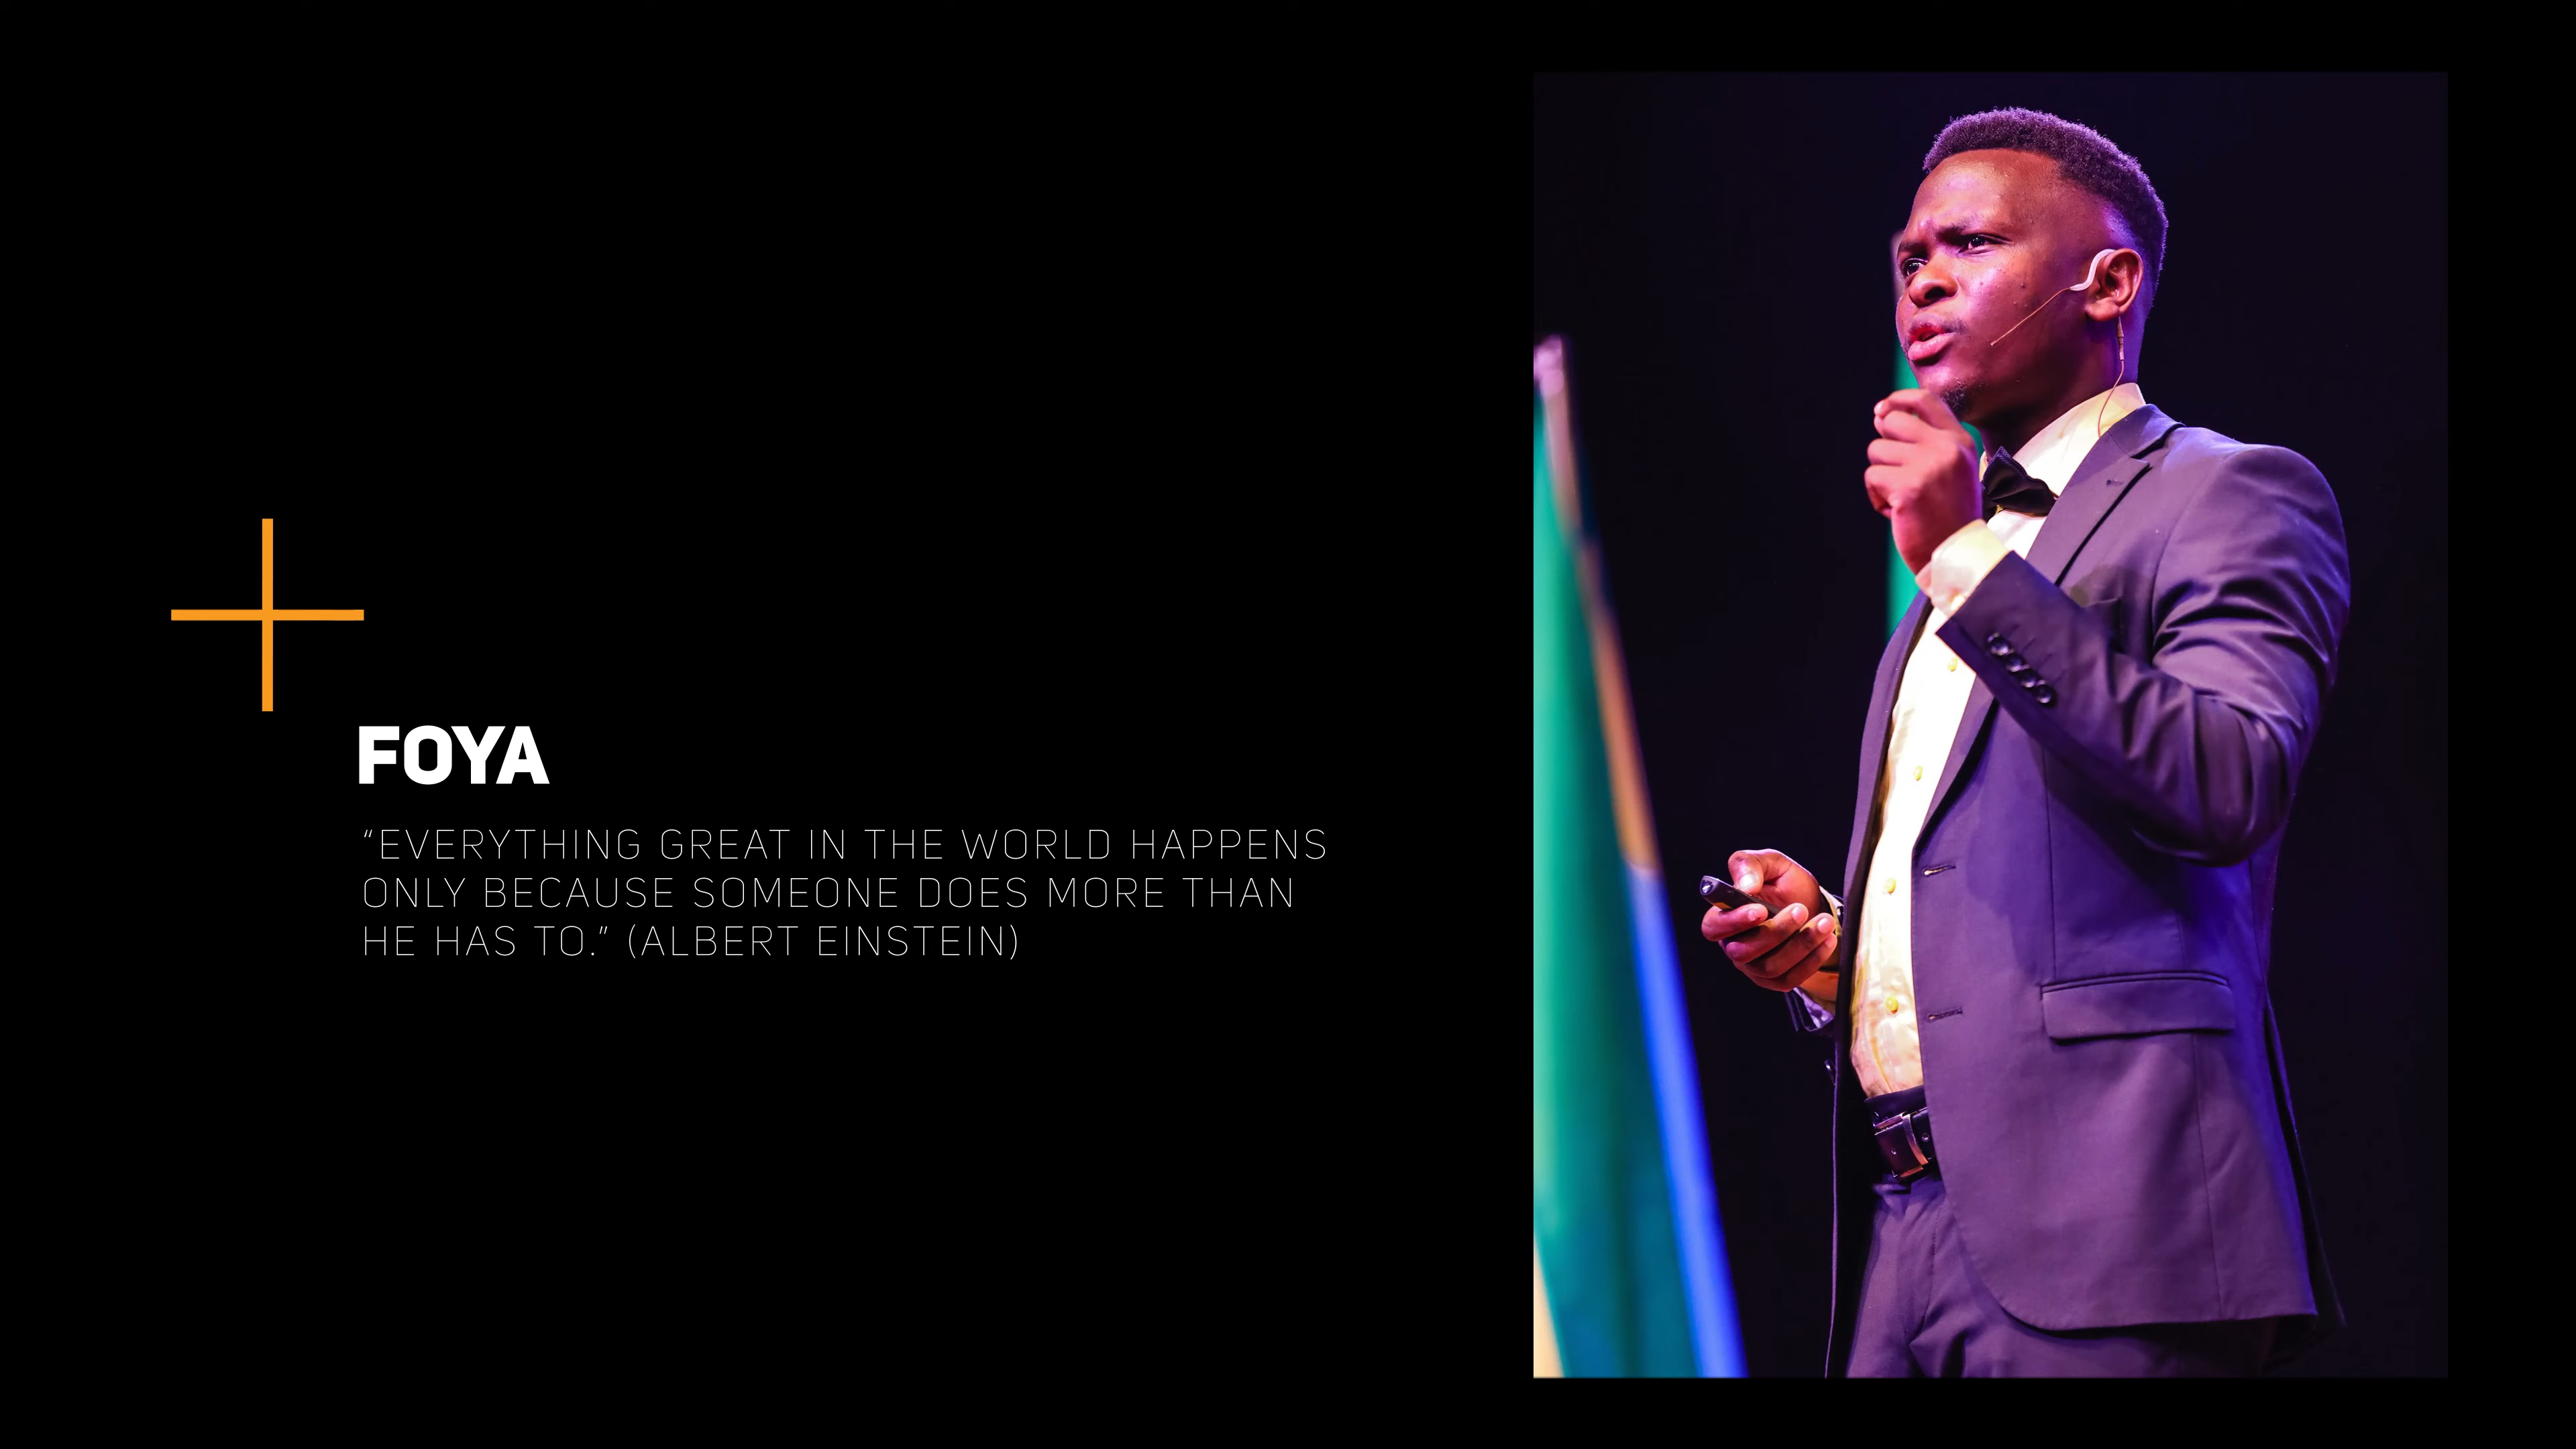 FOYA
“EVERYTHING GREAT IN THE WORLD HAPPENS
ONLY BECAUSE SOMEONE DOES MORE THAN
HE HAS TO.” (ALBERT EINSTEIN)